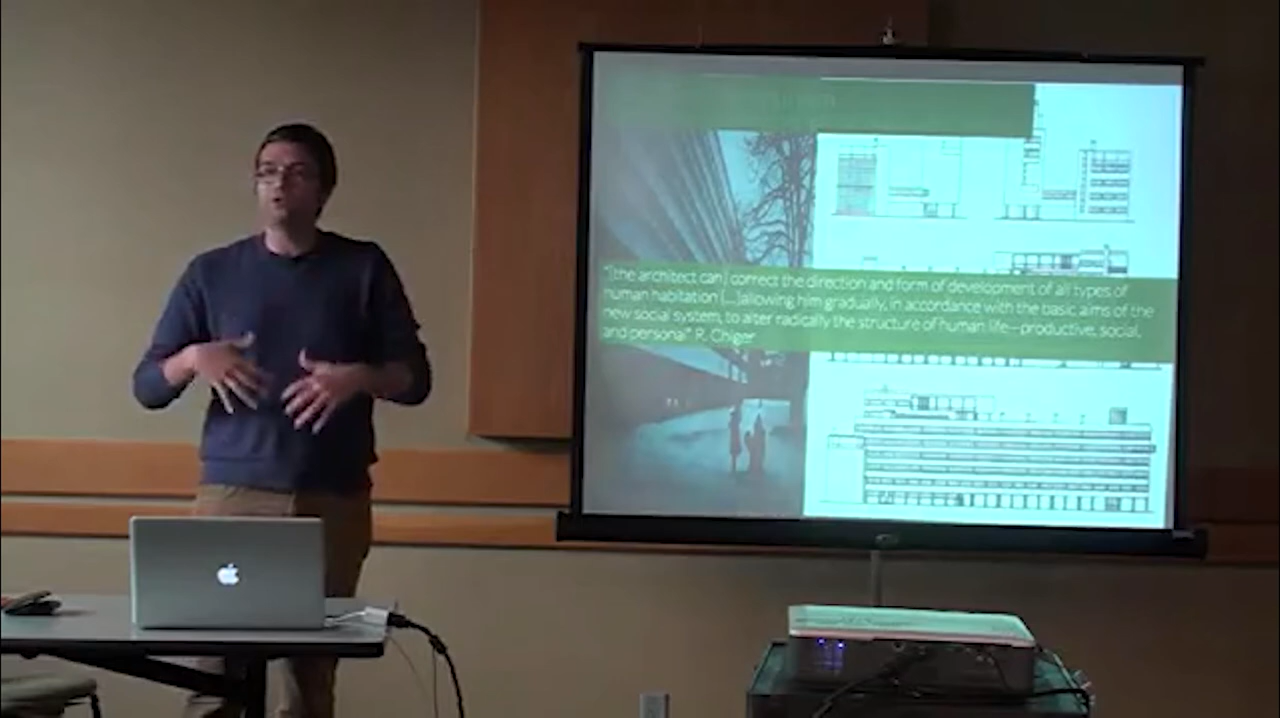 "[the architect can] correct the direction and form of development of all types of
human habitation [...]allowing him gradually, in accordance with the basic aims of the
new social system, to alter radically the structure of human life—productive, social,
and personal" R. Chiger